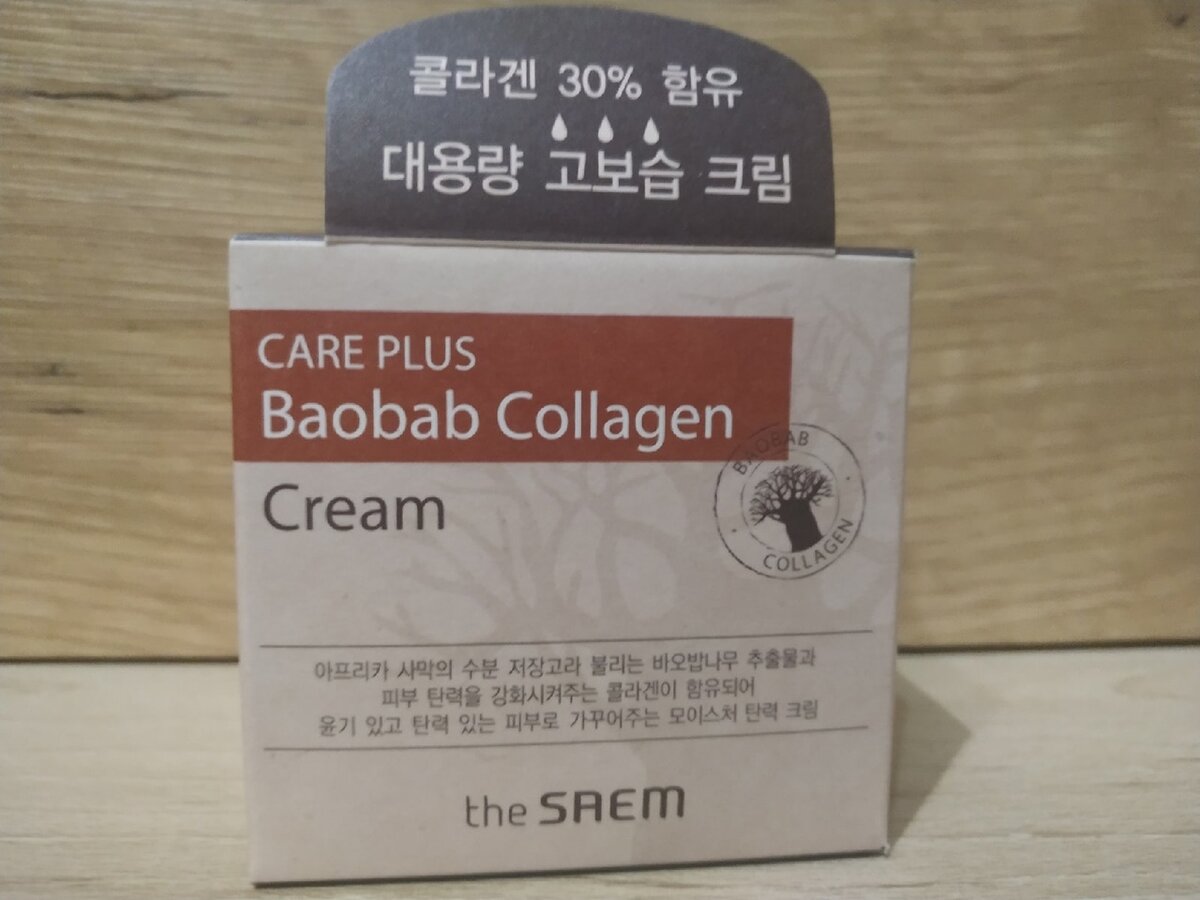 콜라겐 30% 함유
대용량 고보습 크림
CARE PLUS
Baobab Collagen
Cream
BAOBAB
COLLAGEN
아프리카 사막의 수분 저장고라 불리는 바오밥나무 추출물과
피부 탄력을 강화시켜주는 콜라겐이 함유되어
윤기 있고 탄력 있는 피부로 가꾸어주는 모이스처 탄력 크림
the SAEM